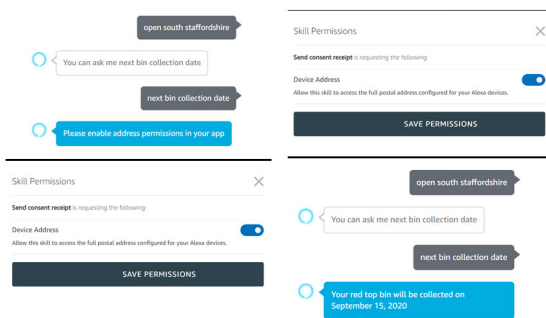 open south staffordshire
You can ask me next bin collection date
next bin collection date
Please enable address permissions in your app
Skill Permissions
Send consent receipt is requesting the following:
Device Address
Allow this skill to access the full postal address configured for your Alexa devices.
SAVE PERMISSIONS
Skill Permissions
Send consent receipt is requesting the following:
Device Address
Allow this skill to access the full postal address configured for your Alexa devices.
SAVE PERMISSIONS
open south staffordshire
You can ask me next bin collection date
next bin collection date
Your red top bin will be collected on
September 15, 2020